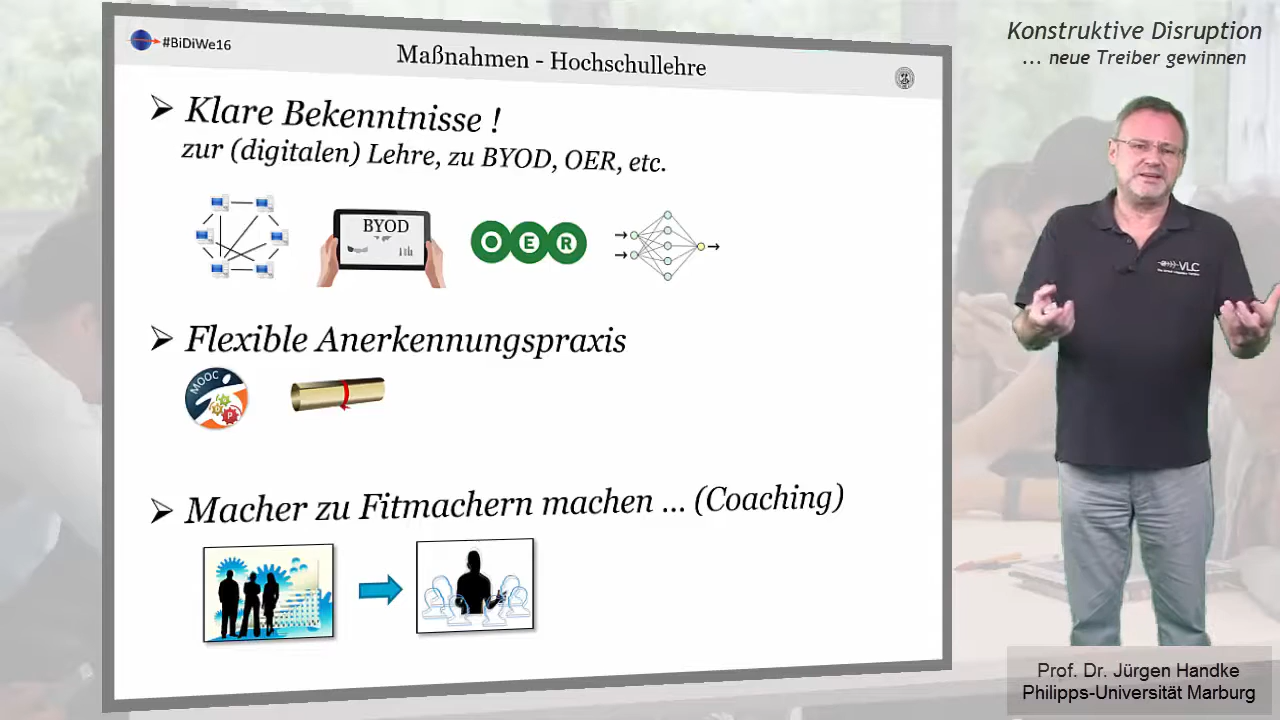 #BiDiWe16
Maßnahmen - Hochschullehre
Konstruktive Disruption
... neue Treiber gewinnen
Klare Bekenntnisse !
zur (digitalen) Lehre, zu BYOD, OER, etc.
BYOD
OER
Flexible Anerkennungspraxis
MOOC
P
Macher zu Fitmachern machen ... (Coaching)
VLC
Prof. Dr. Jürgen Handke
Philipps-Universität Marburg